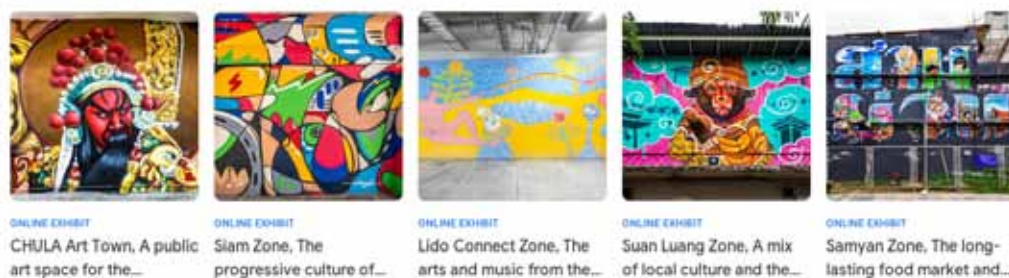 ONLINE EXHIBIT
CHULA Art Town, A public
art space for the...
ONLINE EXHIBIT
Siam Zone, The
progressive culture of...
ONLINE EXHIBIT
Lido Connect Zone, The
arts and music from the...
ONLINE EXHIBIT
Suan Luang Zone, A mix
of local culture and the...
ONLINE EXHIBIT
Samyan Zone, The long-
lasting food market and...